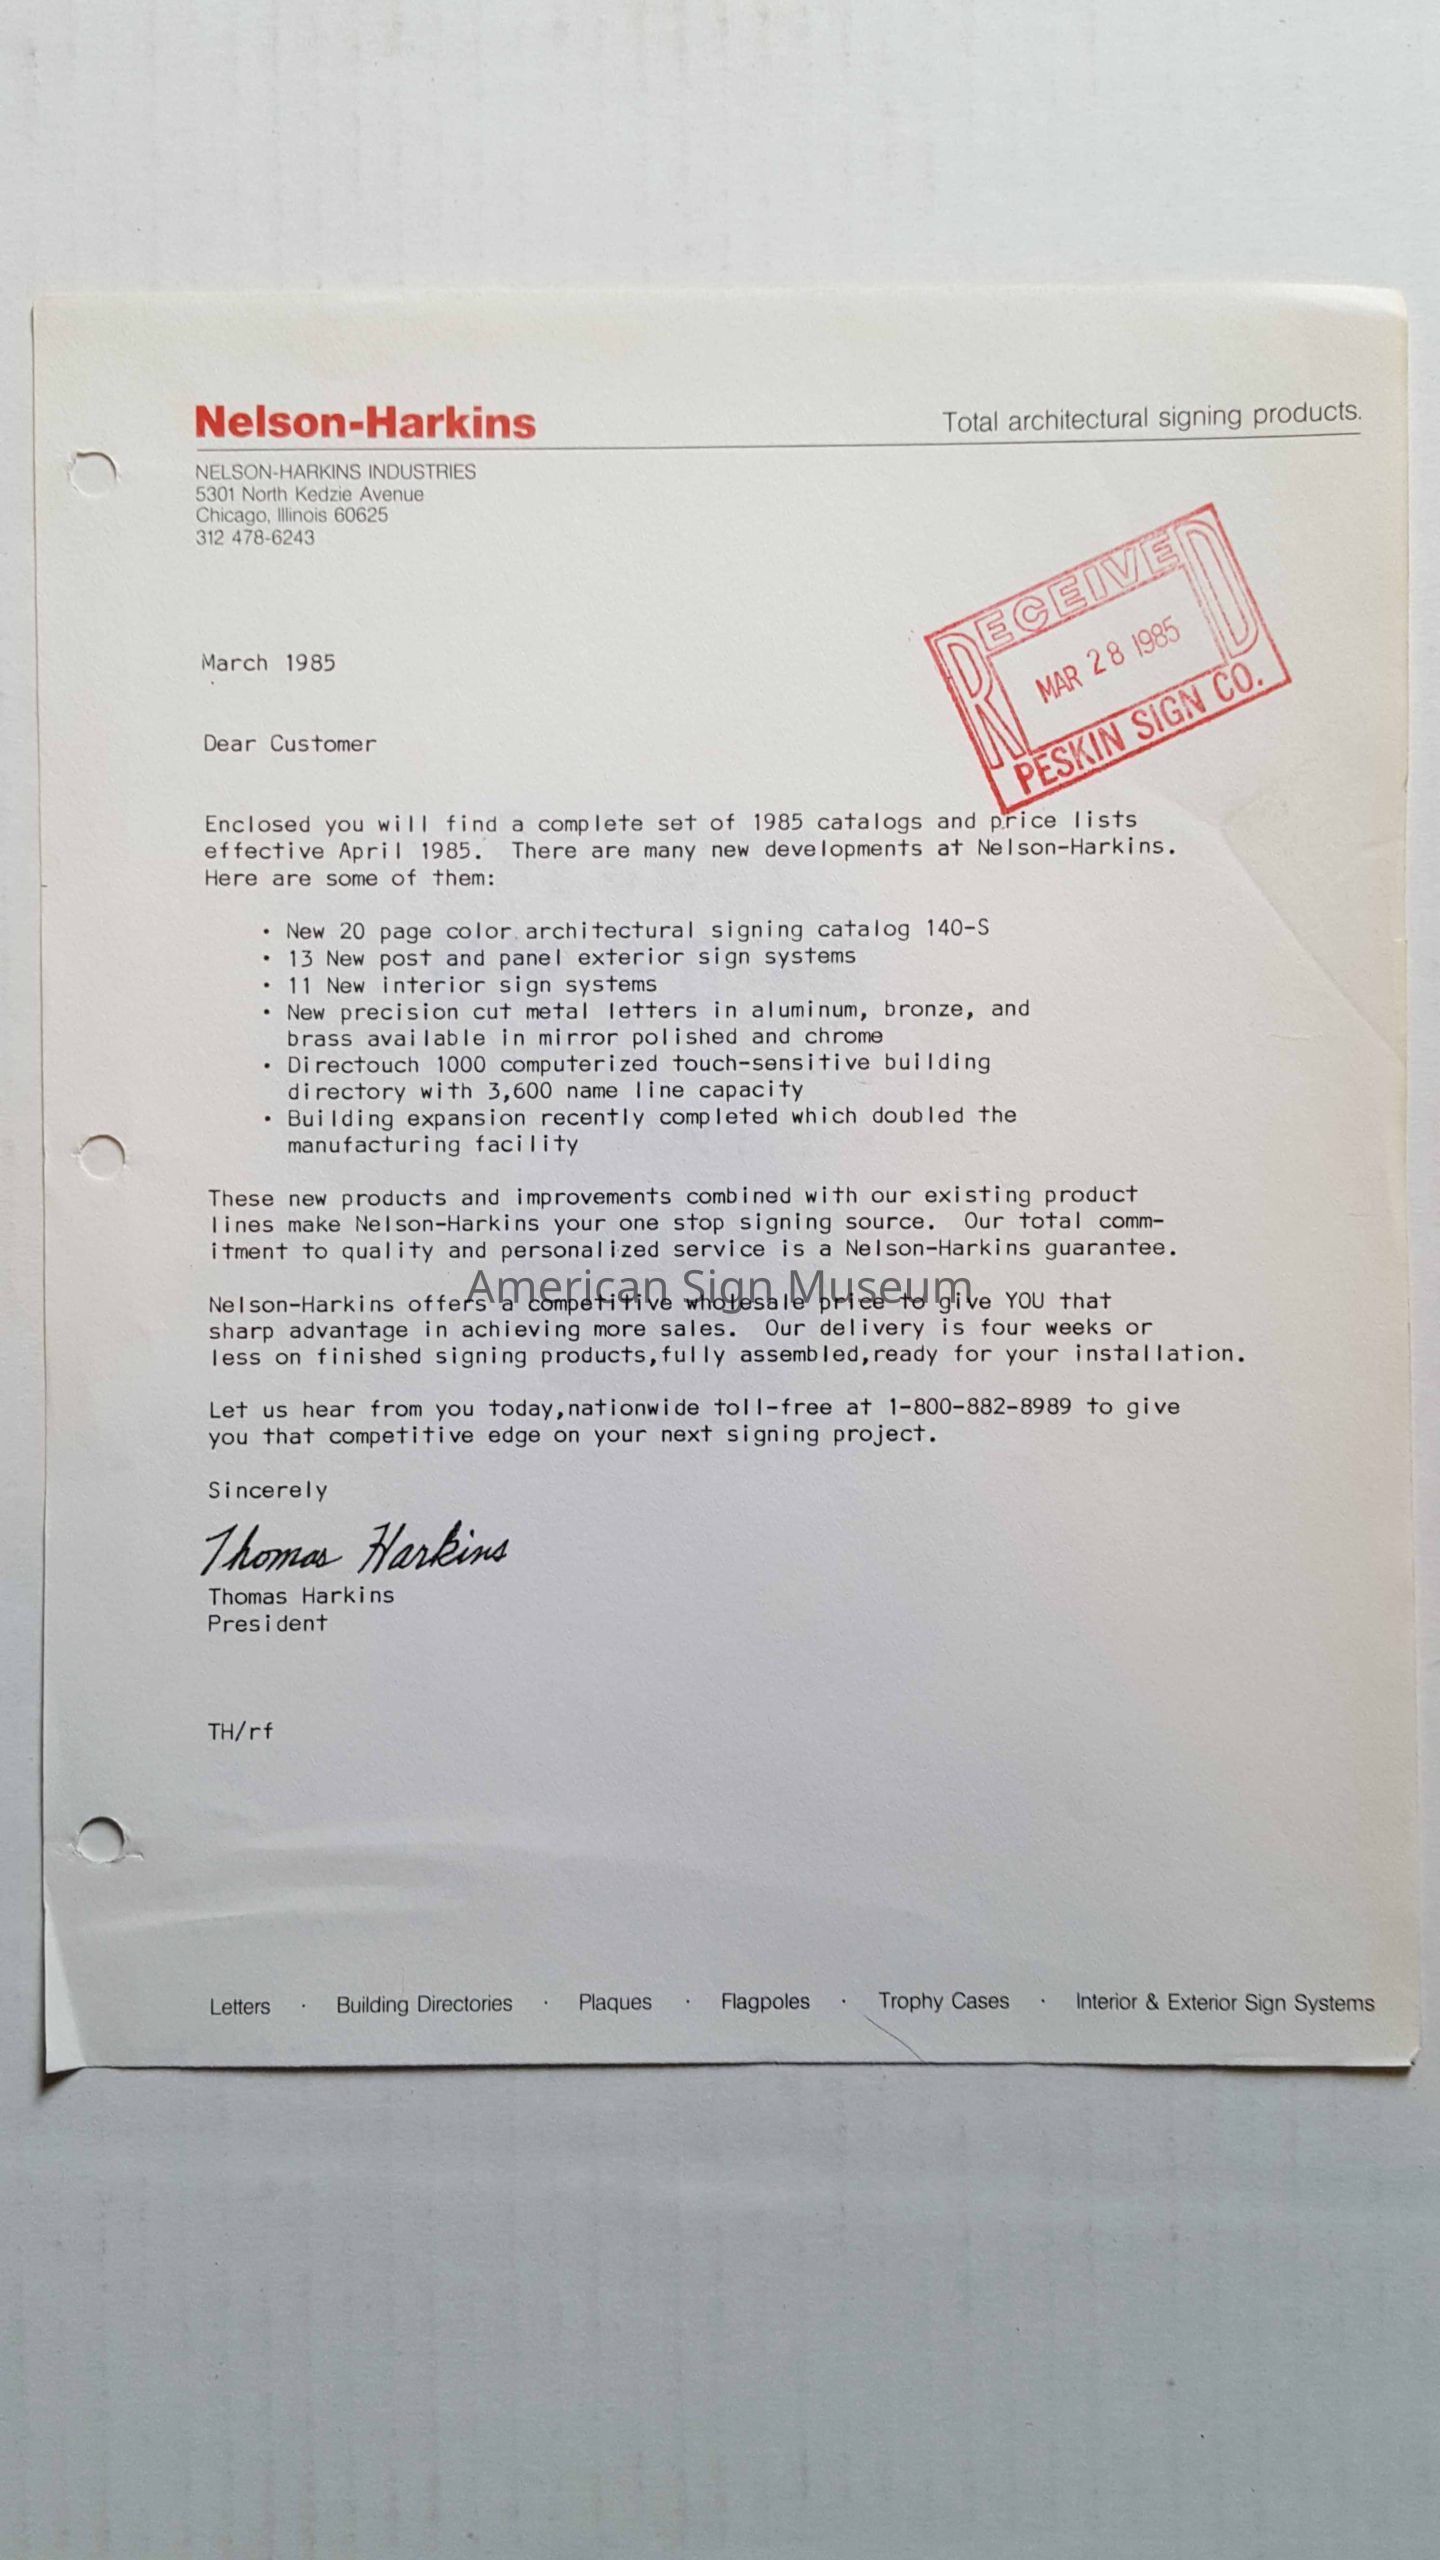 Nelson-Harkins
Total architectural signing products.
NELSON-HARKINS INDUSTRIES
5301 North Kedzie Avenue
Chicago, Illinois 60625
312 478-6243
RECEIVED
MAR 28 1985
PESKIN SIGN CO.
March 1985
Dear Customer
Enclosed you will find a complete set of 1985 catalogs and price lists
effective April 1985.  There are many new developments at Nelson-Harkins.
Here are some of them:
• New 20 page color architectural signing catalog 140-S
• 13 New post and panel exterior sign systems
• 11 New interior sign systems
• New precision cut metal letters in aluminum, bronze, and
brass available in mirror polished and chrome
• Directouch 1000 computerized touch-sensitive building
directory with 3,600 name line capacity
• Building expansion recently completed which doubled the
manufacturing facility
These new products and improvements combined with our existing product
lines make Nelson-Harkins your one stop signing source.  Our total comm-
itment to quality and personalized service is a Nelson-Harkins guarantee.
American Sign Museum
Nelson-Harkins offers a competitive wholesale price to give YOU that
sharp advantage in achieving more sales.  Our delivery is four weeks or
less on finished signing products,fully assembled,ready for your installation.
Let us hear from you today,nationwide toll-free at 1-800-882-8989 to give
you that competitive edge on your next signing project.
Sincerely
Thomas Harkins
Thomas Harkins
President
TH/rf
Letters · Building Directories · Plaques · Flagpoles · Trophy Cases · Interior & Exterior Sign Systems